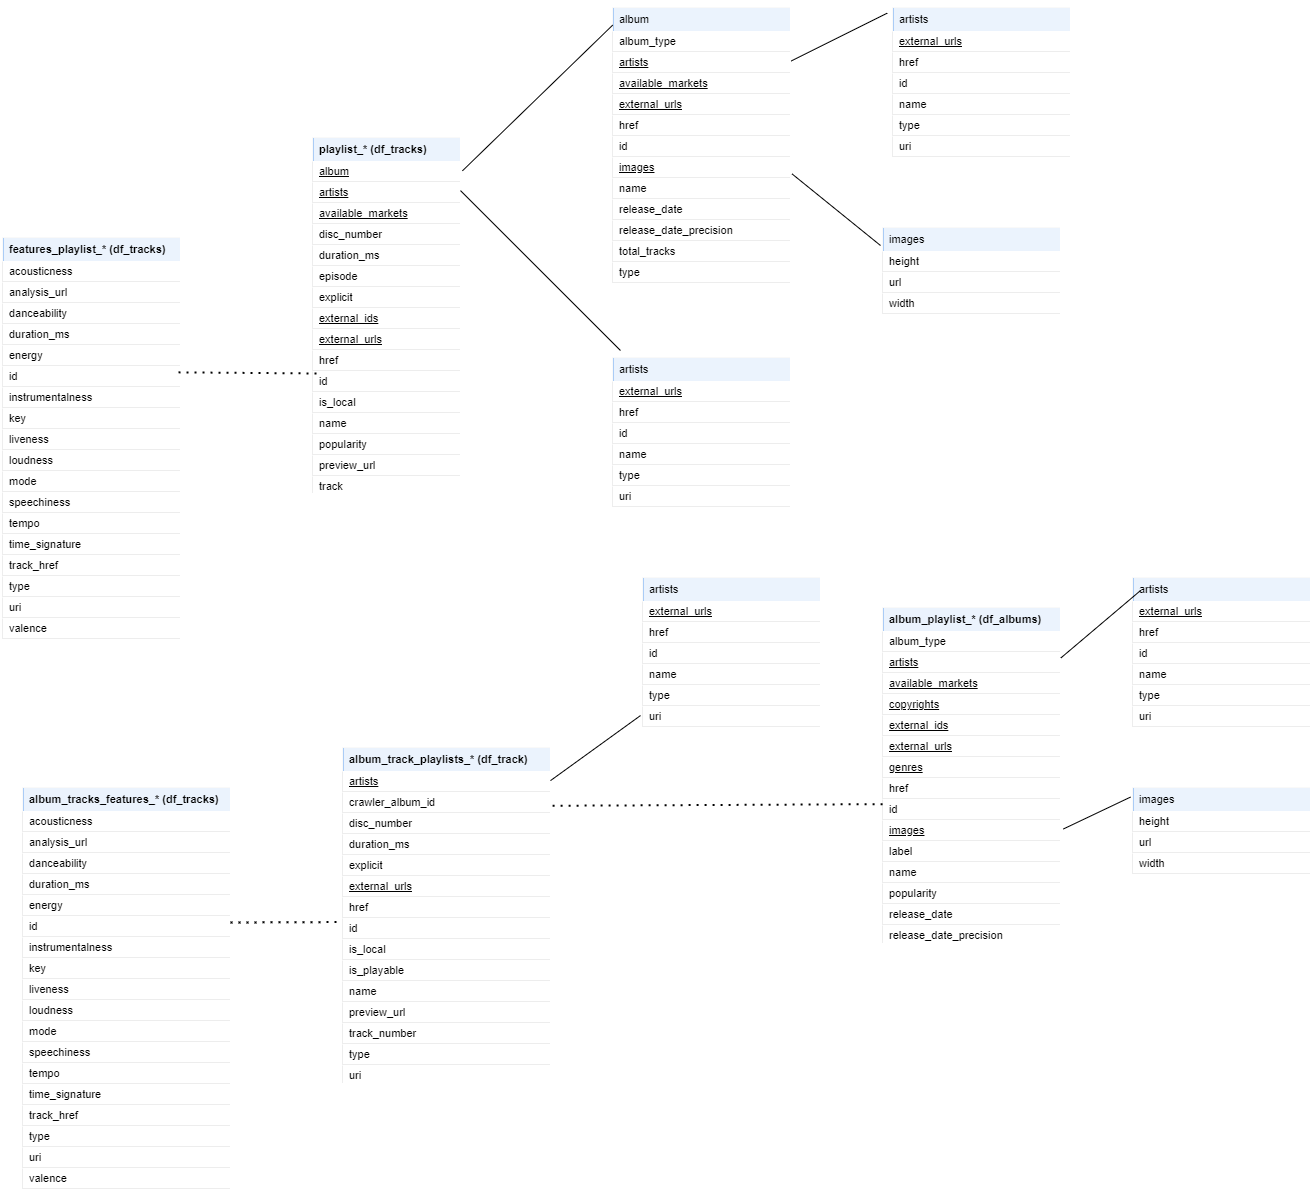 album
album_type
artists
available_markets
external_urls
href
id
images
name
release_date
release_date_precision
total_tracks
type
artists
external_urls
href
id
name
type
uri
playlist_* (df_tracks)
album
artists
available_markets
disc_number
duration_ms
episode
explicit
external_ids
external_urls
href
id
is_local
name
popularity
preview_url
track
images
height
url
width
features_playlist_* (df_tracks)
acousticness
analysis_url
danceability
duration_ms
energy
id
instrumentalness
key
liveness
loudness
mode
speechiness
tempo
time_signature
track_href
type
uri
valence
artists
external_urls
href
id
name
type
uri
artists
external_urls
href
id
name
type
uri
album_playlist_* (df_albums)
album_type
artists
available_markets
copyrights
external_ids
external_urls
genres
href
id
images
label
name
popularity
release_date
release_date_precision
artists
external_urls
href
id
name
type
uri
album_track_playlists_* (df_track)
artists
crawler_album_id
disc_number
duration_ms
explicit
external_urls
href
id
is_local
is_playable
name
preview_url
track_number
type
uri
images
height
url
width
album_tracks_features_* (df_tracks)
acousticness
analysis_url
danceability
duration_ms
energy
id
instrumentalness
key
liveness
loudness
mode
speechiness
tempo
time_signature
track_href
type
uri
valence